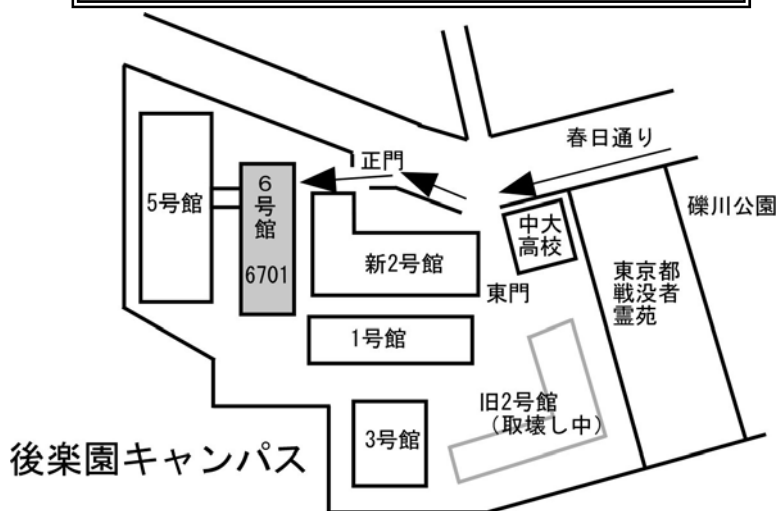 春日通り
正門
礫川公園
5号館
6号館
6701
中大
高校
新2号館
東門
東京都
戦没者
霊苑
1号館
旧2号館
(取壊し中)
3号館
後楽園キャンパス